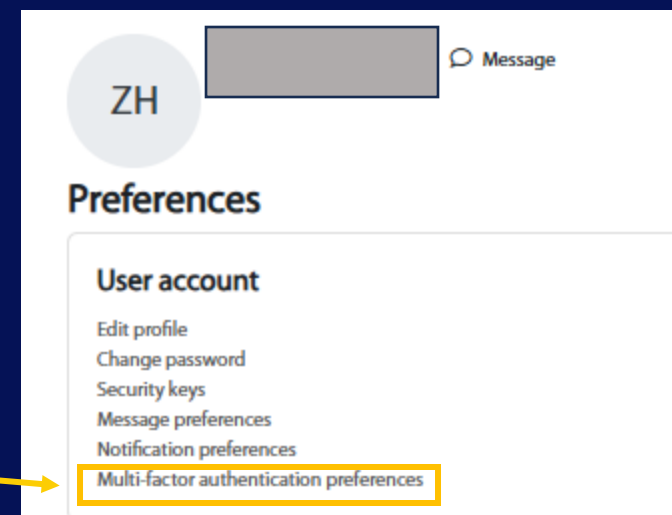 ZH
Message
Preferences
User account
Edit profile
Change password
Security keys
Message preferences
Notification preferences
Multi-factor authentication preferences